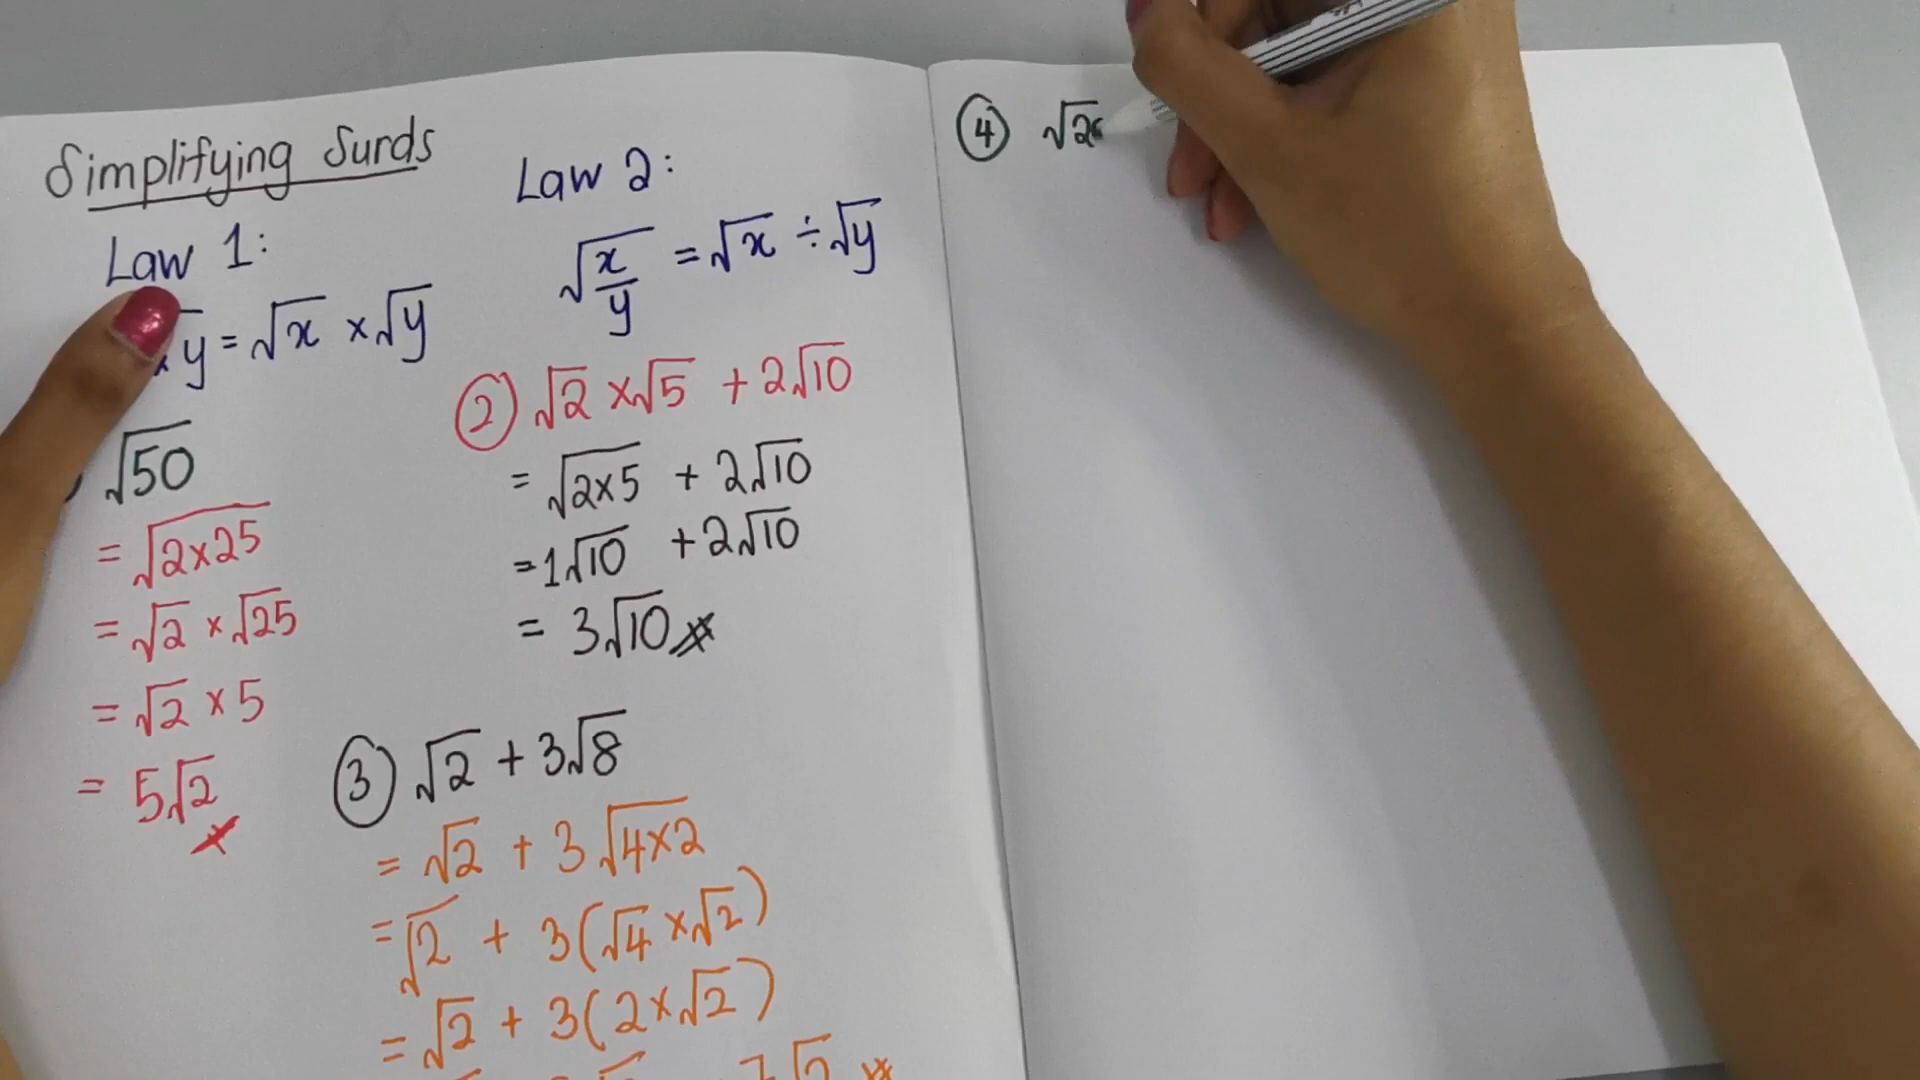 Simplifying Surds
Law 1:
y = √x × √y
√50
= √2×25
= √2 × √25
= √2 × 5
= 5√2
Law 2:
√x/y = √x ÷ √y
② √2 × √5 + 2√10
= √2×5 + 2√10
= 1√10 + 2√10
= 3√10
③ √2 + 3√8
= √2 + 3√4×2
= √2 + 3(√4 × √2)
= √2 + 3(2 × √2)
④ √2